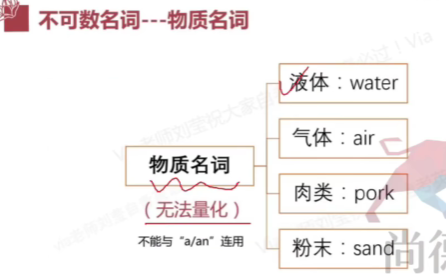 不可数名词---物质名词
液体：water
气体：air
物质名词
肉类：pork
（无法量化）
不能与“a/an”连用
粉末：sand
尚德